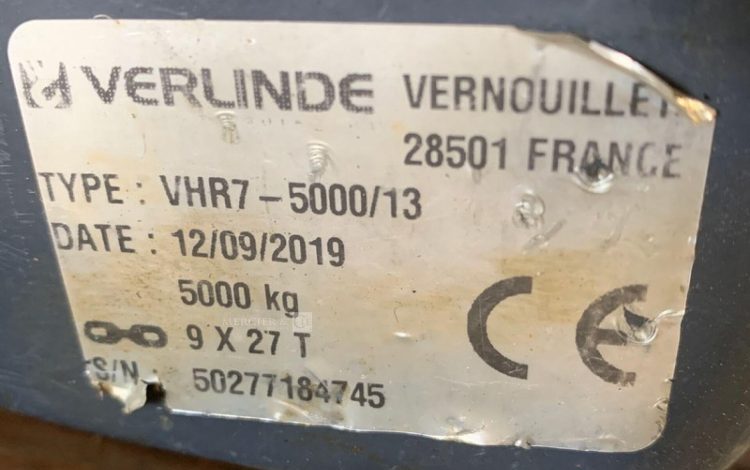 VERLINDE VERNOUILLET
28501 FRANCE
TYPE : VHR7-5000/13
DATE : 12/09/2019
5000 kg
9 X 27 T
S/N : 50277184745
CE